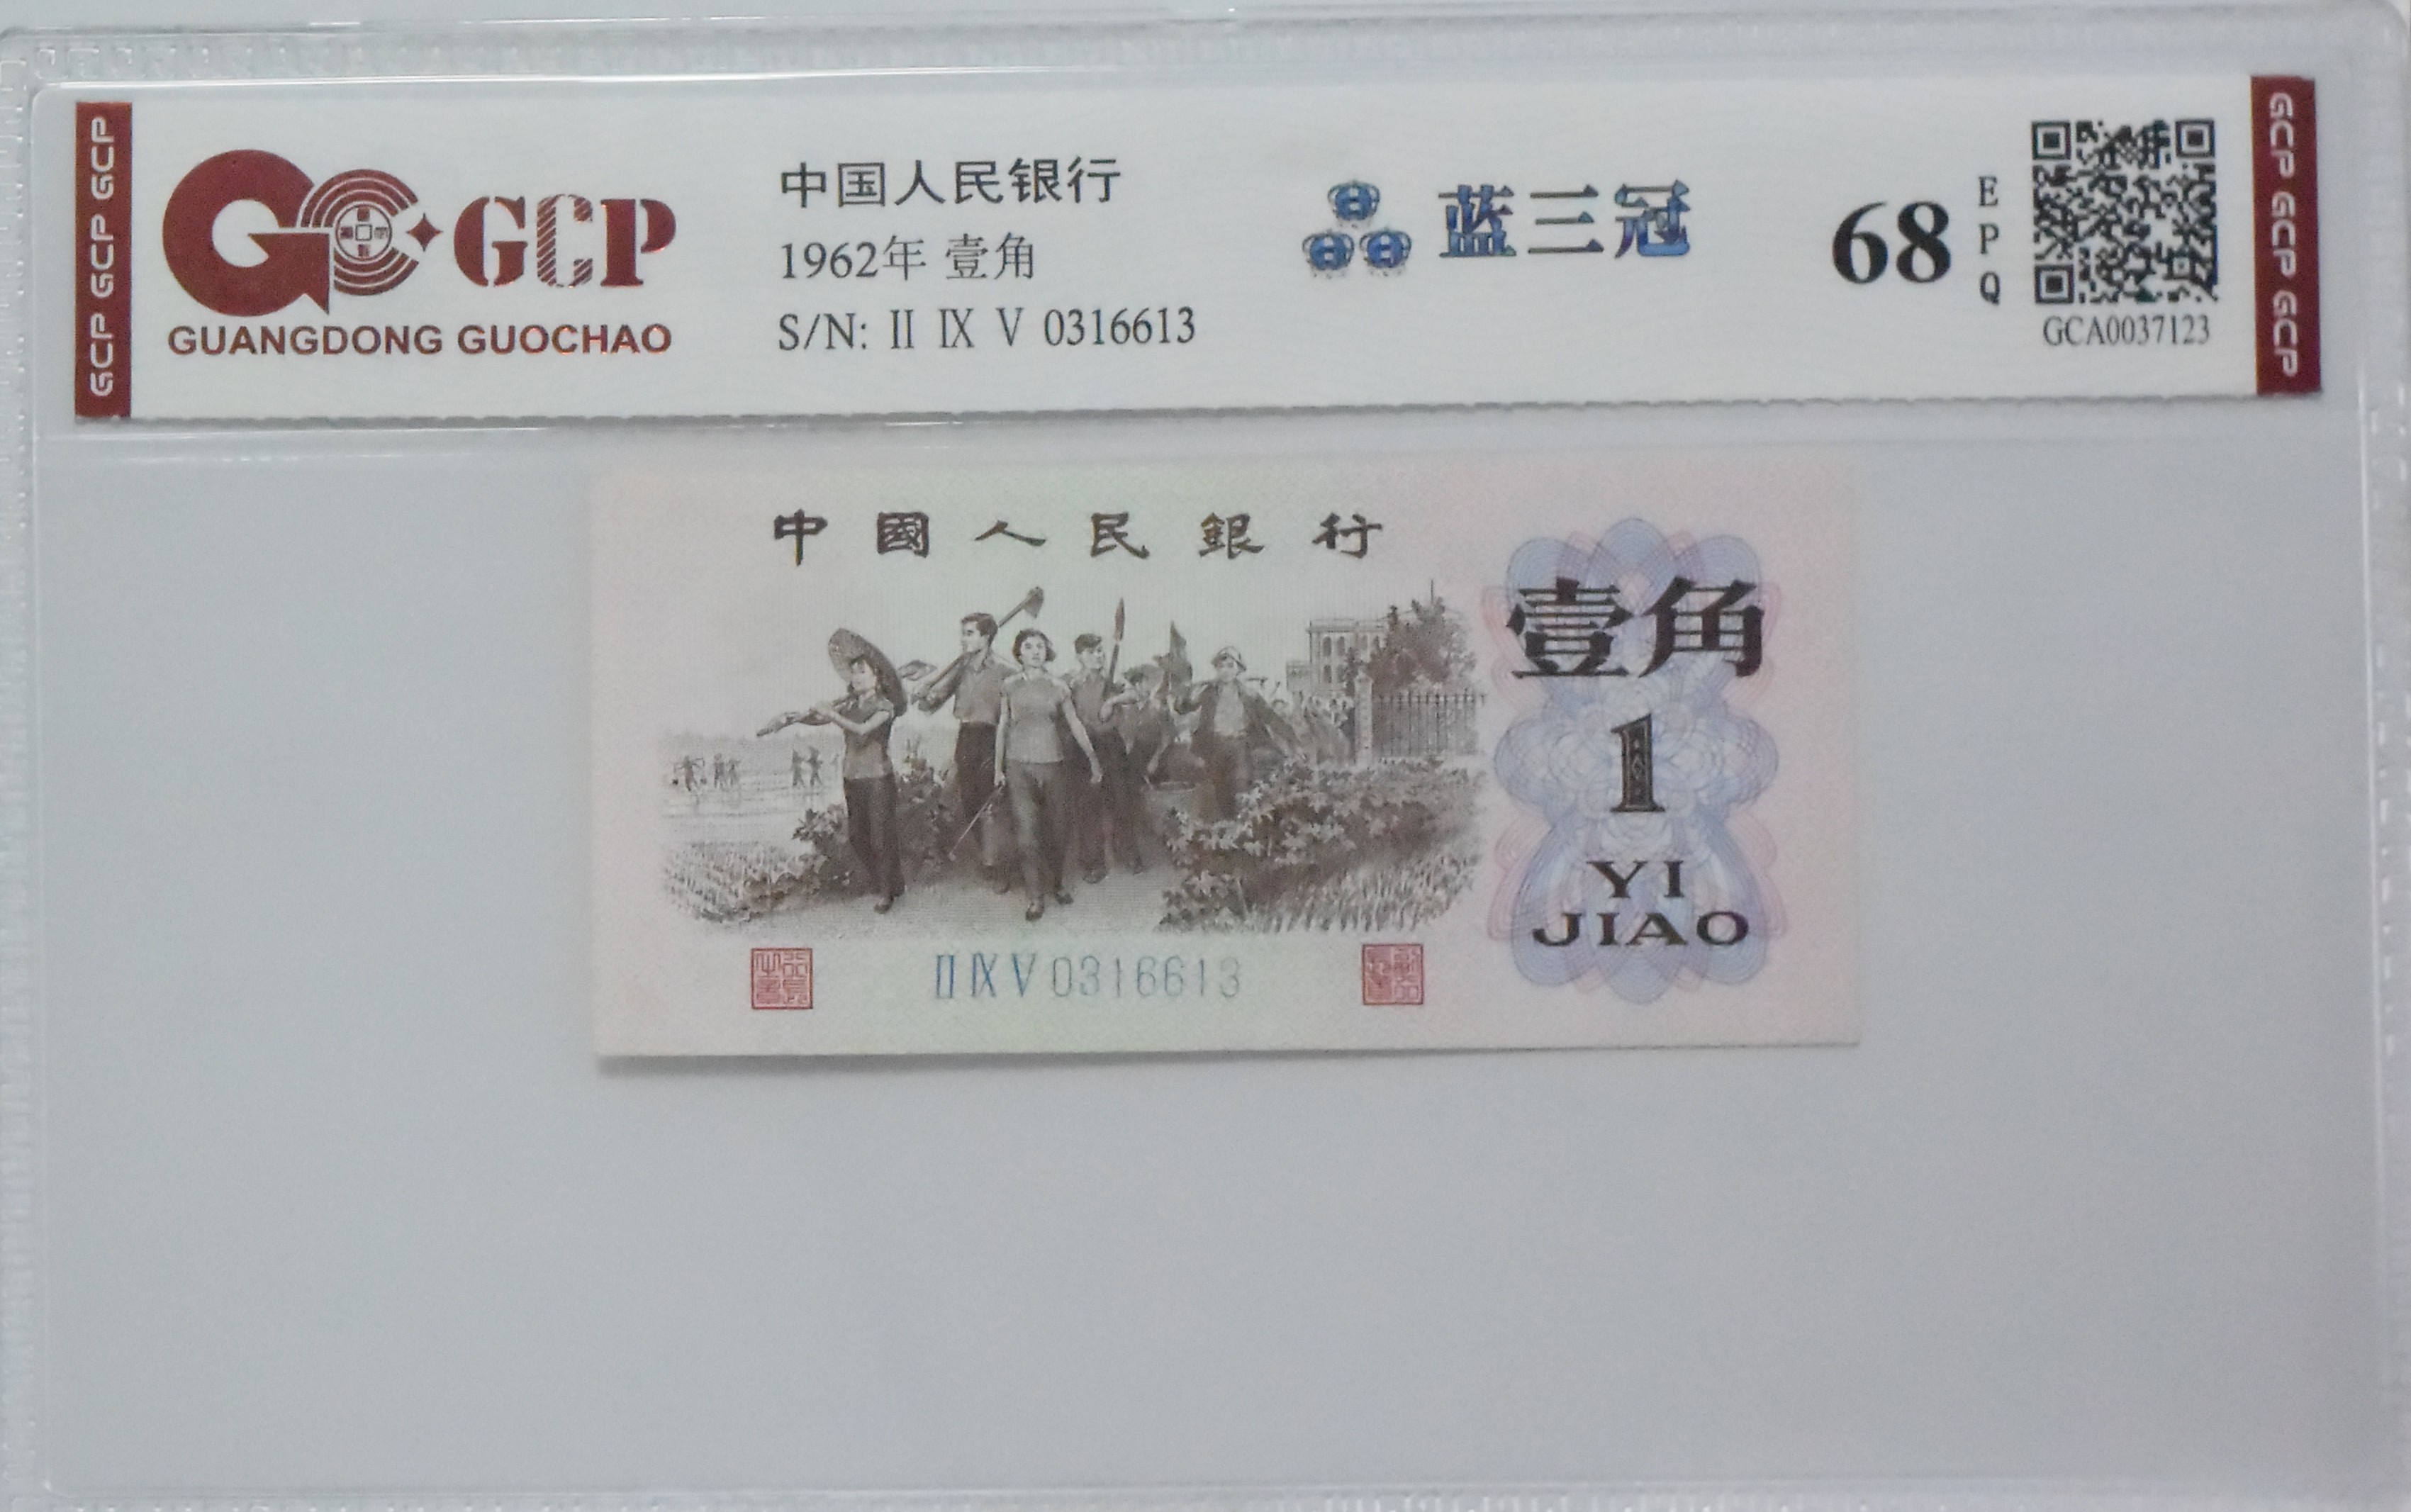 GCP GCP GCP
GCP
GUANGDONG GUOCHAO
中国人民银行
1962年 壹角
S/N: II IX V 0316613
蓝三冠
68
EPQ
GCA0037123
GCP GCP GCP
中國人民銀行
壹角
1
YI
JIAO
II IX V 0316613